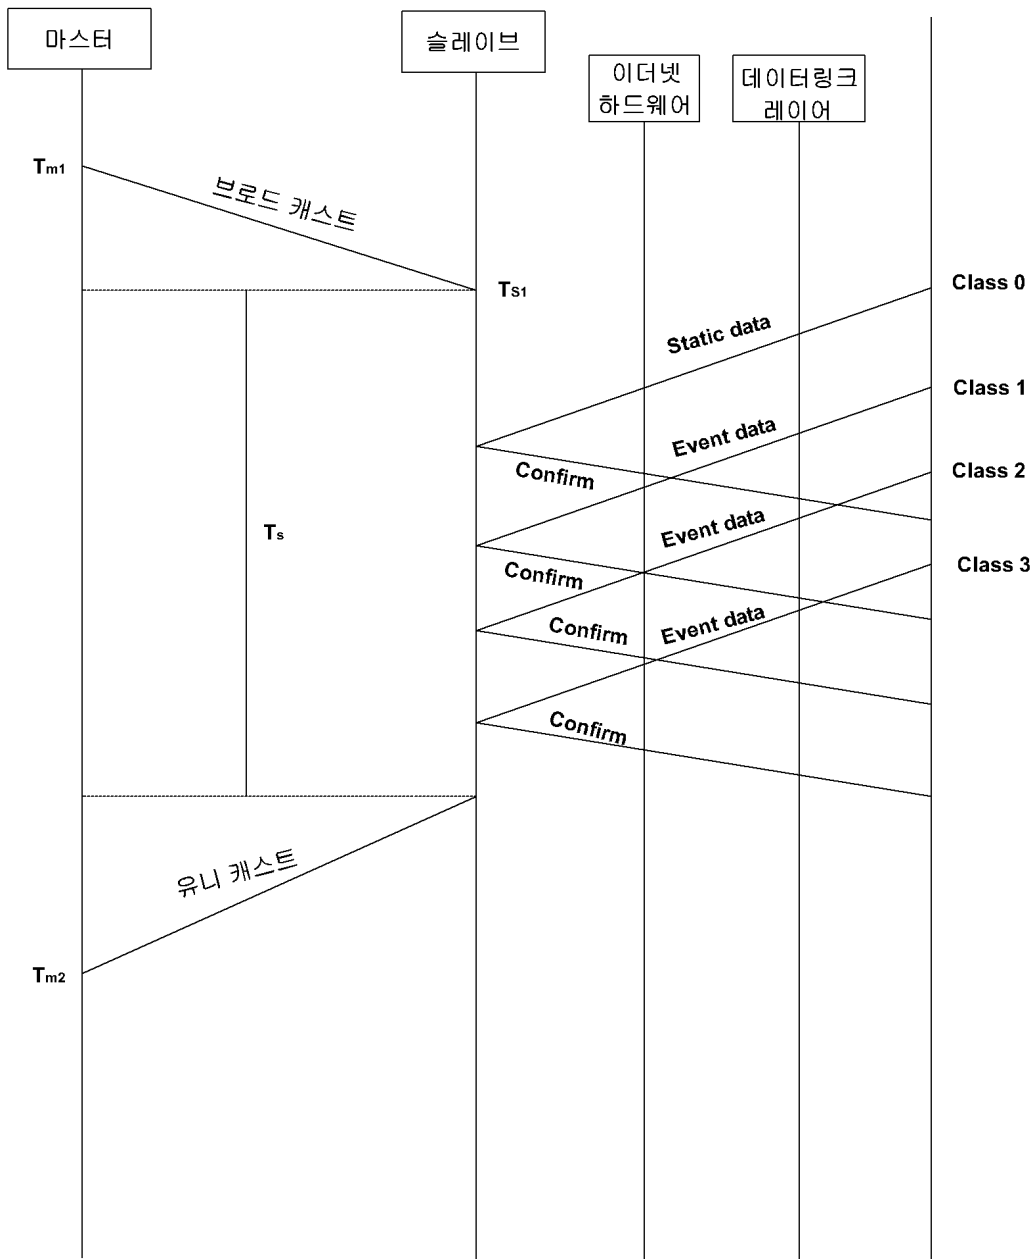 마스터
슬레이브
이더넷
하드웨어
데이터링크
레이어
Tm1
브로드 캐스트
TS1
Class 0
Static data
Class 1
Event data
Confirm
Class 2
Event data
Ts
Confirm
Class 3
Event data
Confirm
Confirm
유니 캐스트
Tm2